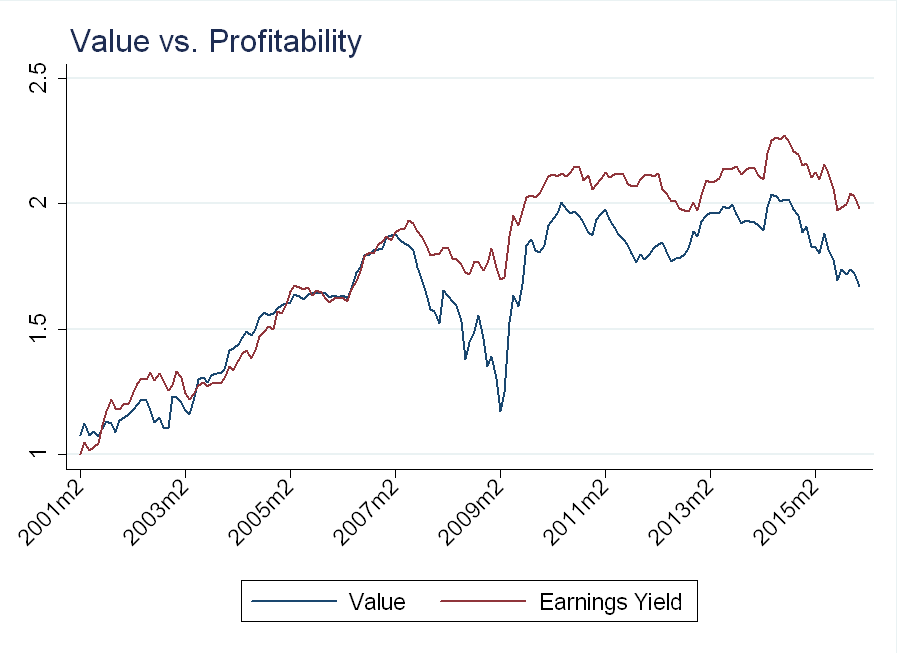 Value vs. Profitability
2.5
2
1.5
1
2001m2
2003m2
2005m2
2007m2
2009m2
2011m2
2013m2
2015m2
Value
Earnings Yield